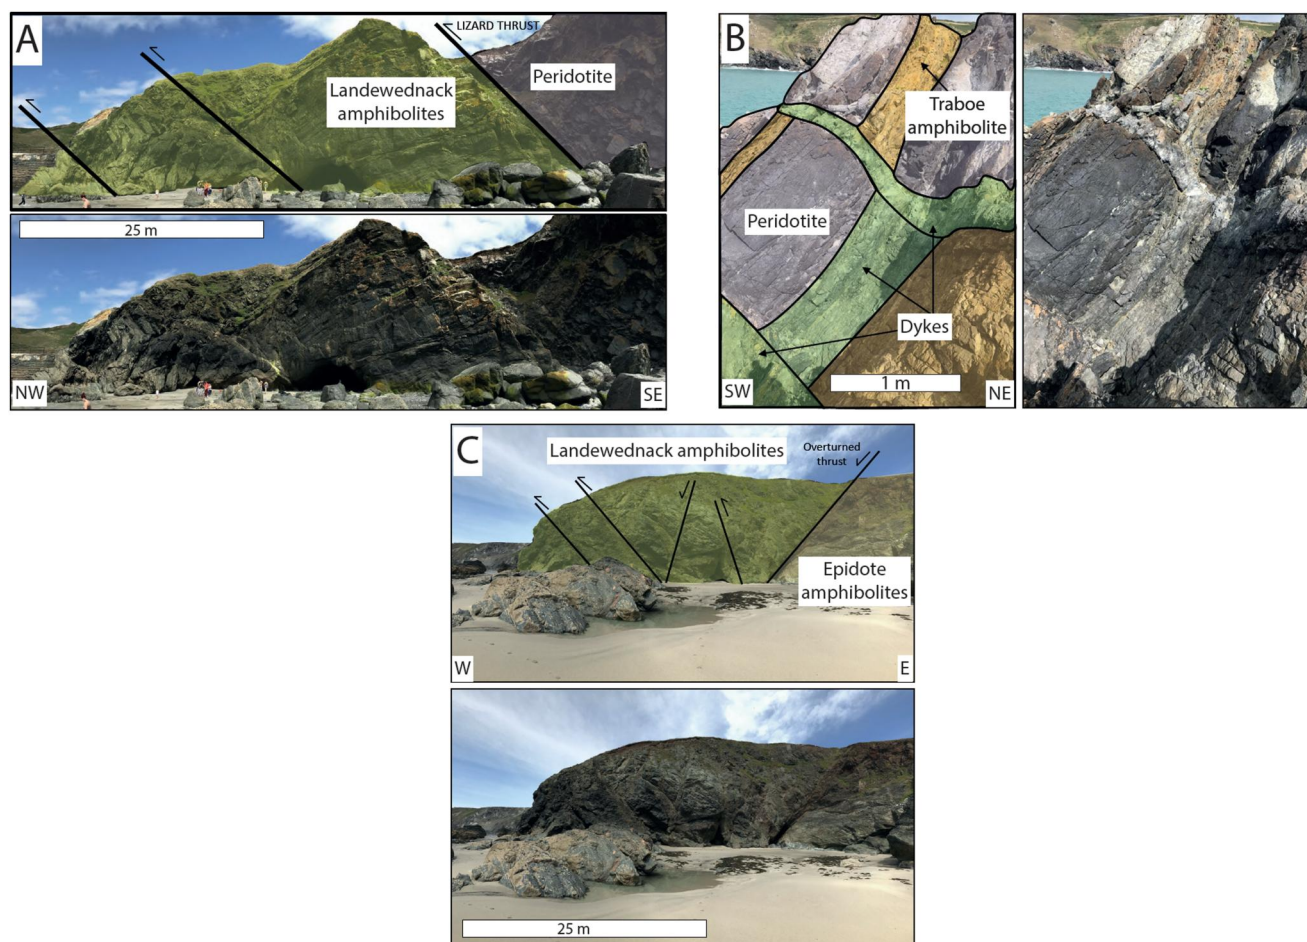 A
LIZARD THRUST
Landewednack
amphibolites
Peridotite
25 m
NW
SE
B
Traboe
amphibolite
Peridotite
Dykes
1 m
SW
NE
C
Landewednack amphibolites
Overturned
thrust
Epidote
amphibolites
W
E
25 m